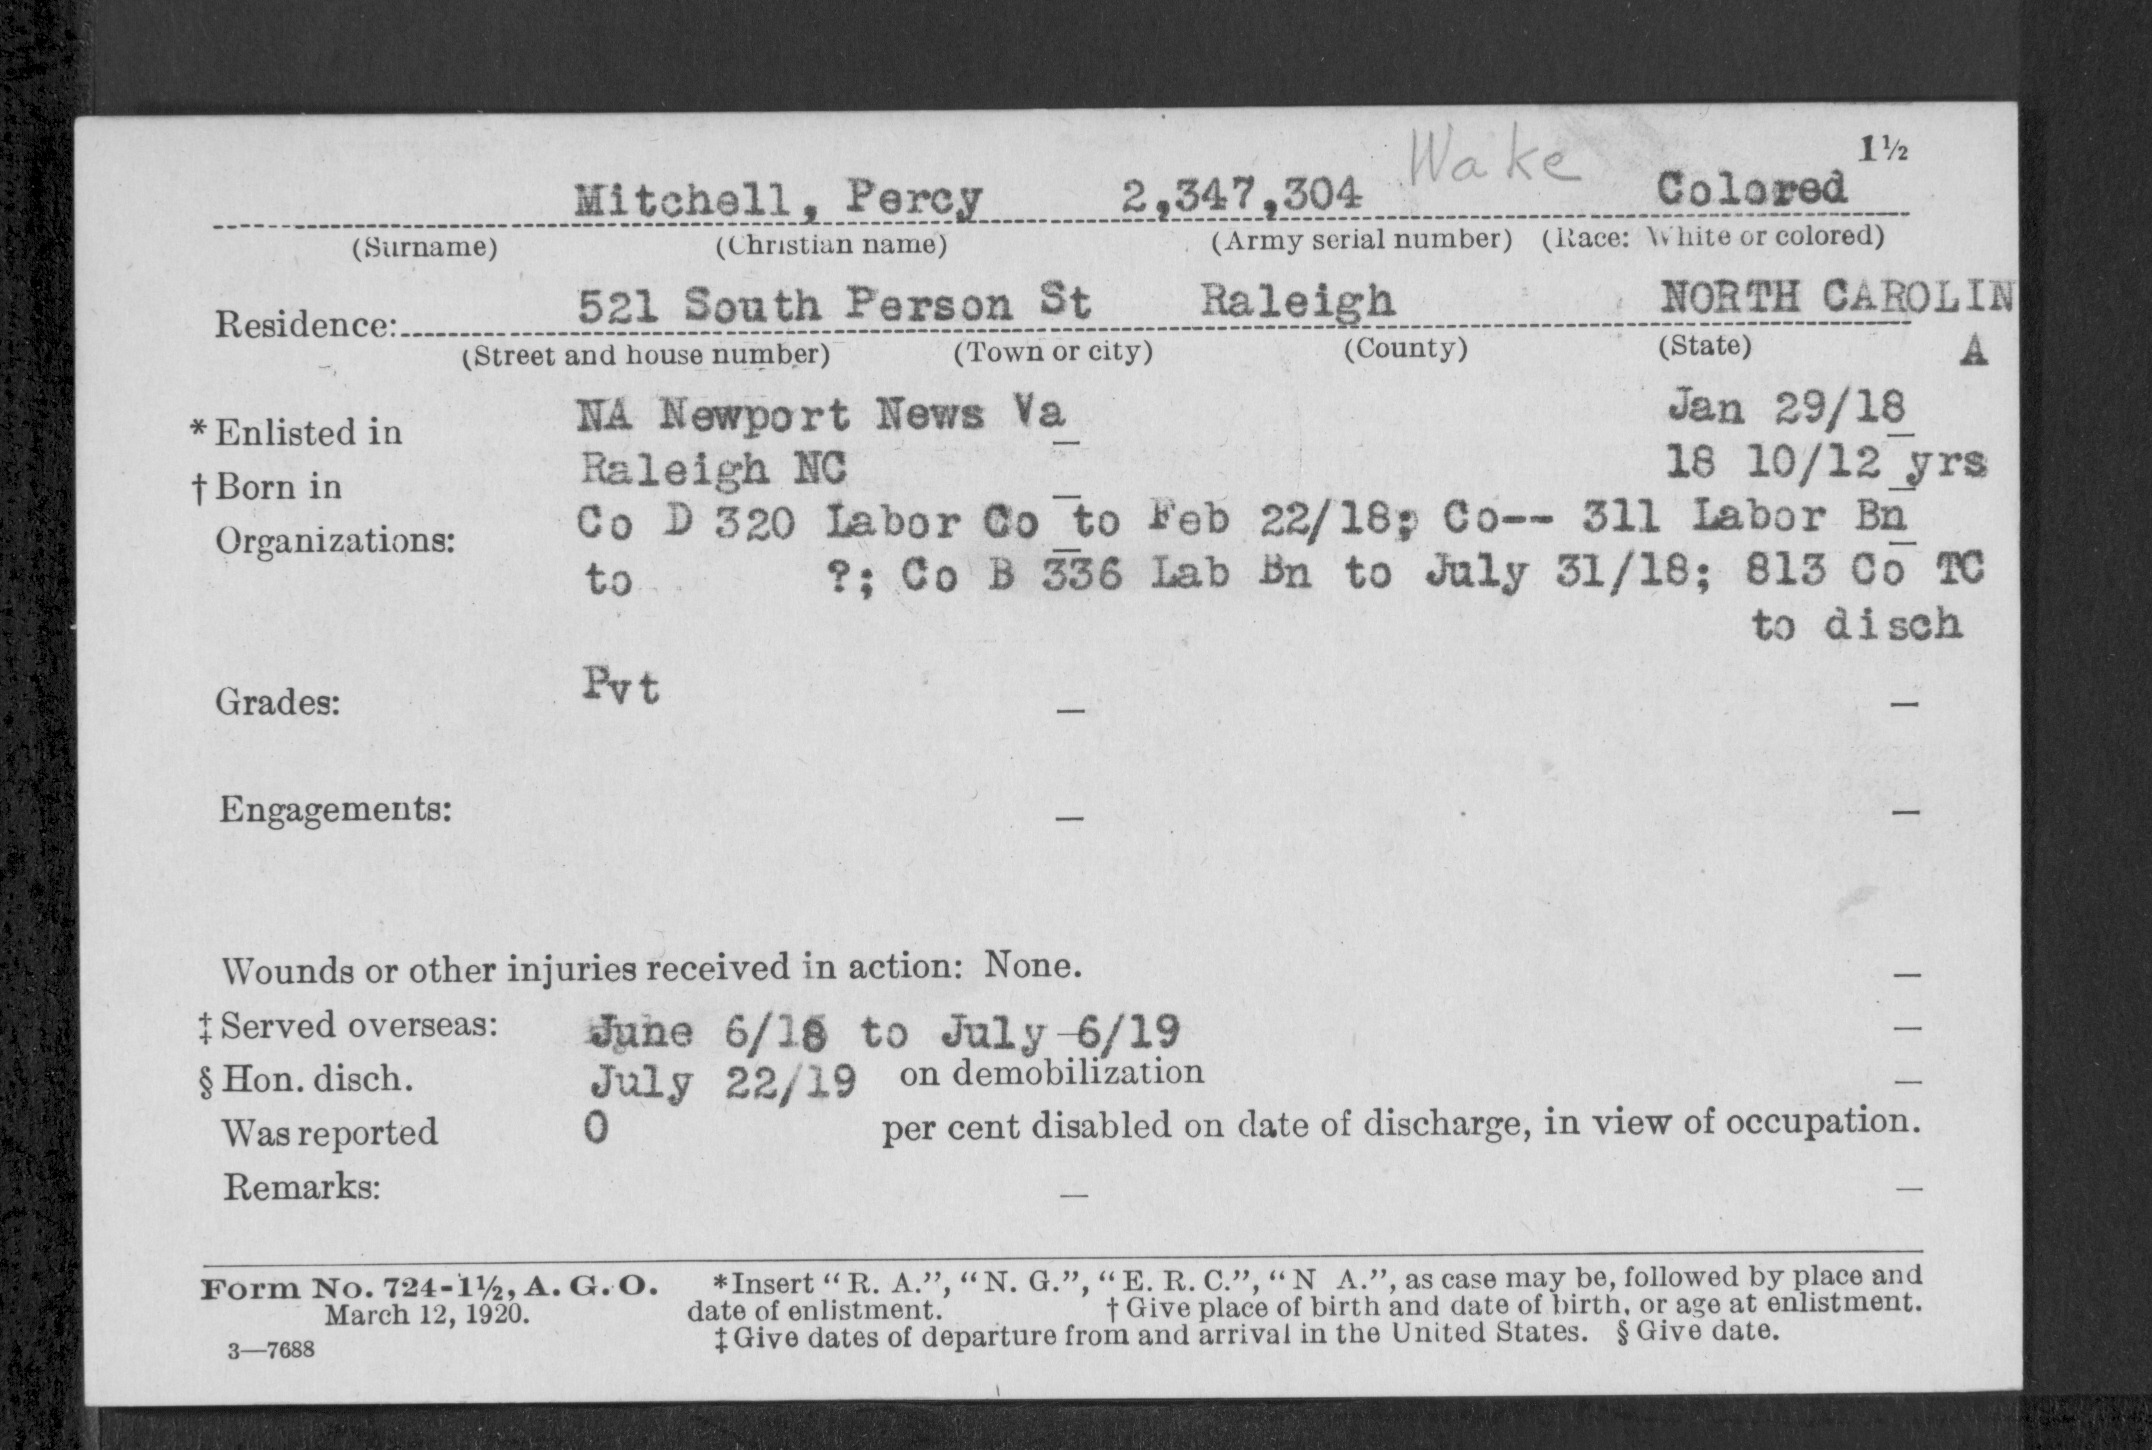 Wake 1½
Mitchell, Percy 2,347,304 Colored
(Surname) (Christian name) (Army serial number) (Race: White or colored)
Residence: 521 South Person St Raleigh NORTH CAROLIN
(Street and house number) (Town or city) (County) (State) A
*Enlisted in NA Newport News Va Jan 29/18
†Born in Raleigh NC 18 10/12 yrs
Organizations: Co D 320 Labor Co to Feb 22/18; Co-- 311 Labor Bn
to ?; Co B 336 Lab Bn to July 31/18; 813 Co TC
to disch
Grades: Pvt
Engagements:
Wounds or other injuries received in action: None.
‡Served overseas: June 6/18 to July 6/19
§Hon. disch. July 22/19 on demobilization
Was reported 0 per cent disabled on date of discharge, in view of occupation.
Remarks:
Form No. 724-1½, A. G. O. *Insert “R. A.”, “N. G.”, “E. R. C.”, “N A.”, as case may be, followed by place and
March 12, 1920. date of enlistment. †Give place of birth and date of birth, or age at enlistment.
3—7688 ‡Give dates of departure from and arrival in the United States. §Give date.